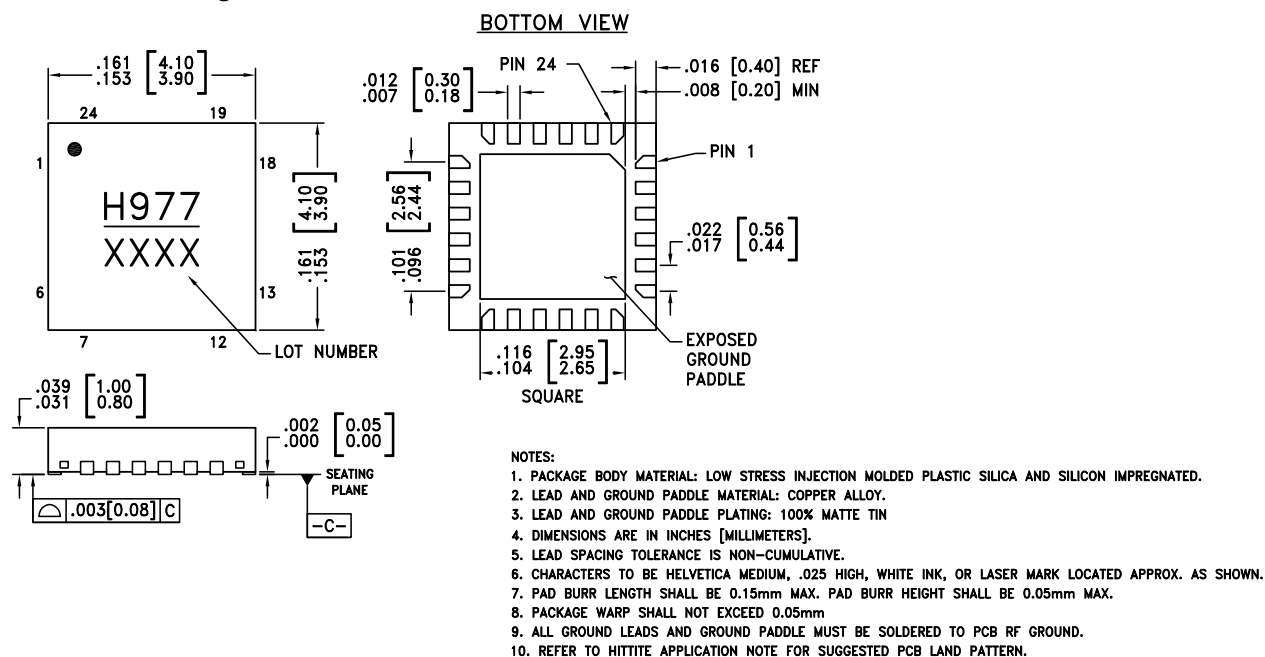 BOTTOM VIEW
.161 [4.10]
.153 [3.90]
24 19
1 18
H977
XXXX
6 13
7 12
LOT NUMBER
.161 [4.10]
.153 [3.90]
.012 [0.30]
.007 [0.18]
PIN 24
.016 [0.40] REF
.008 [0.20] MIN
PIN 1
.101 [2.56]
.096 [2.44]
.022 [0.56]
.017 [0.44]
EXPOSED
GROUND
PADDLE
.116 [2.95]
.104 [2.65]
SQUARE
.039 [1.00]
.031 [0.80]
.002 [0.05]
.000 [0.00]
SEATING
PLANE
.003[0.08] C
-C-
NOTES:
1. PACKAGE BODY MATERIAL: LOW STRESS INJECTION MOLDED PLASTIC SILICA AND SILICON IMPREGNATED.
2. LEAD AND GROUND PADDLE MATERIAL: COPPER ALLOY.
3. LEAD AND GROUND PADDLE PLATING: 100% MATTE TIN
4. DIMENSIONS ARE IN INCHES [MILLIMETERS].
5. LEAD SPACING TOLERANCE IS NON-CUMULATIVE.
6. CHARACTERS TO BE HELVETICA MEDIUM, .025 HIGH, WHITE INK, OR LASER MARK LOCATED APPROX. AS SHOWN.
7. PAD BURR LENGTH SHALL BE 0.15mm MAX. PAD BURR HEIGHT SHALL BE 0.05mm MAX.
8. PACKAGE WARP SHALL NOT EXCEED 0.05mm
9. ALL GROUND LEADS AND GROUND PADDLE MUST BE SOLDERED TO PCB RF GROUND.
10. REFER TO HITTITE APPLICATION NOTE FOR SUGGESTED PCB LAND PATTERN.